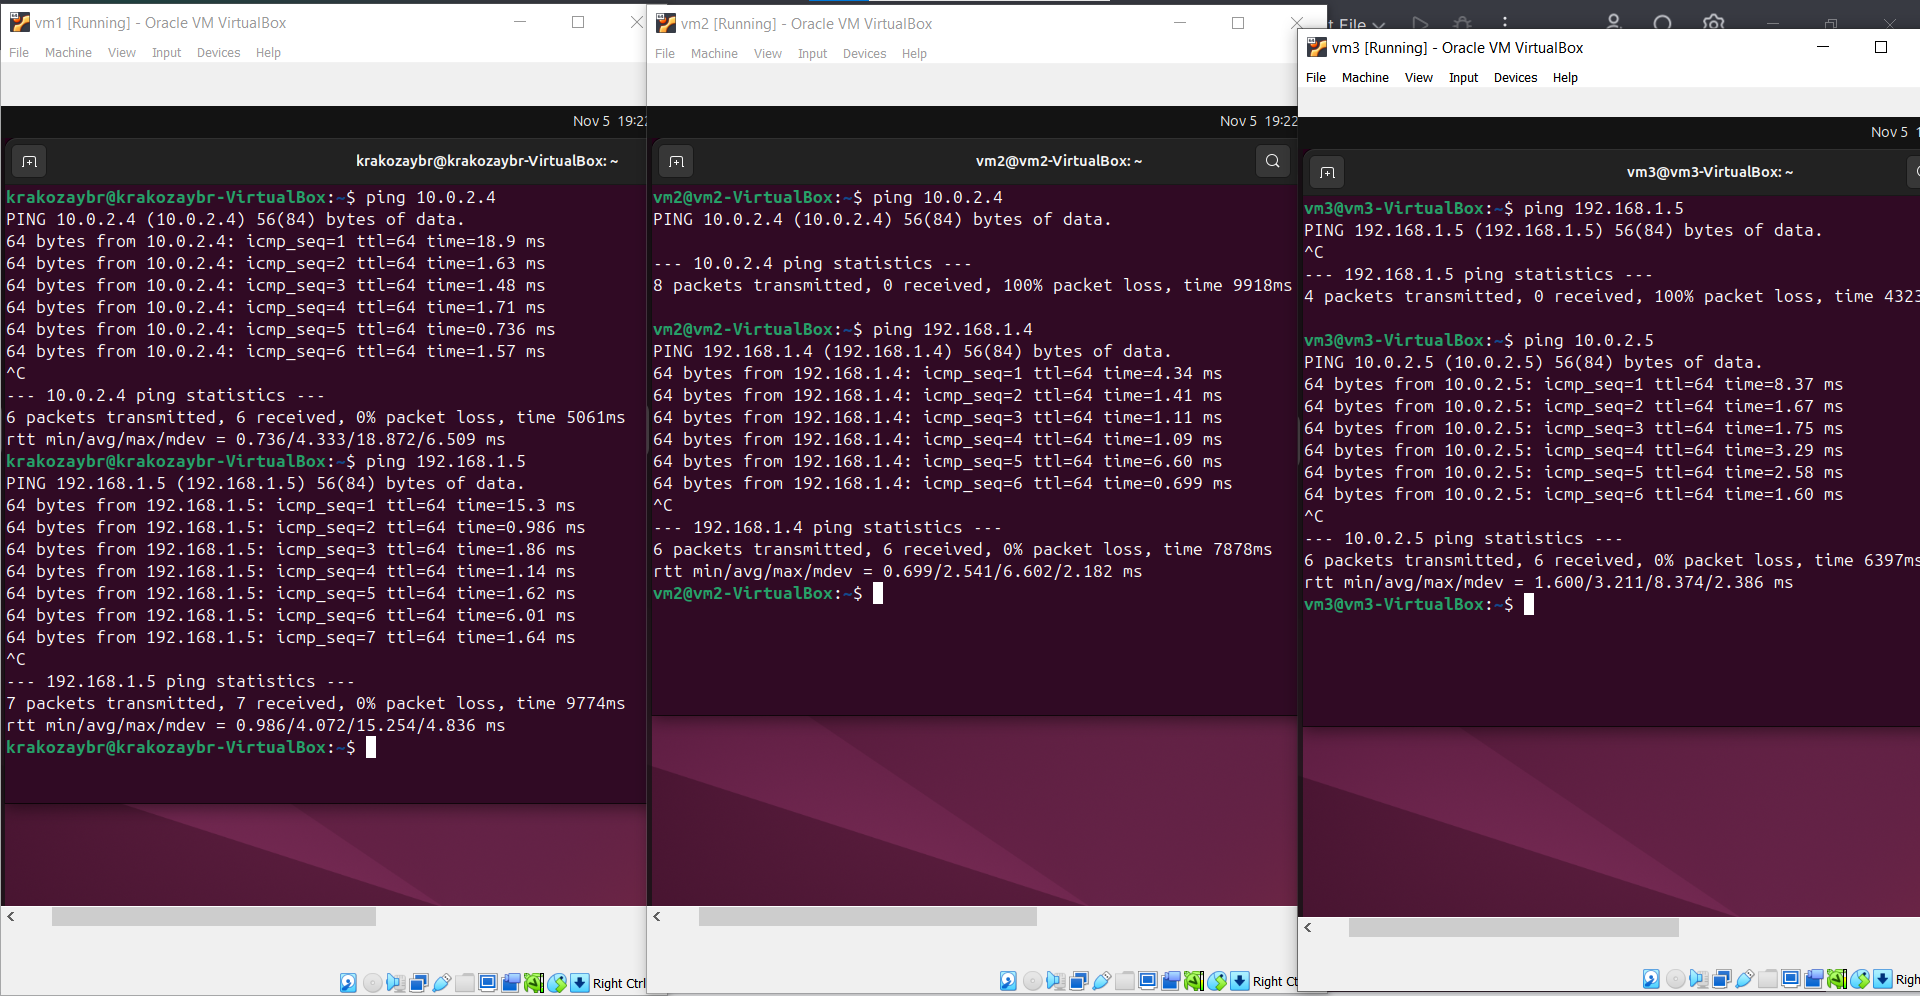 vm1 [Running] - Oracle VM VirtualBox
File Machine View Input Devices Help
Nov 5 19:22
krakozaybr@krakozaybr-VirtualBox: ~
krakozaybr@krakozaybr-VirtualBox:~$ ping 10.0.2.4
PING 10.0.2.4 (10.0.2.4) 56(84) bytes of data.
64 bytes from 10.0.2.4: icmp_seq=1 ttl=64 time=18.9 ms
64 bytes from 10.0.2.4: icmp_seq=2 ttl=64 time=1.63 ms
64 bytes from 10.0.2.4: icmp_seq=3 ttl=64 time=1.48 ms
64 bytes from 10.0.2.4: icmp_seq=4 ttl=64 time=1.71 ms
64 bytes from 10.0.2.4: icmp_seq=5 ttl=64 time=0.736 ms
64 bytes from 10.0.2.4: icmp_seq=6 ttl=64 time=1.57 ms
^C
--- 10.0.2.4 ping statistics ---
6 packets transmitted, 6 received, 0% packet loss, time 5061ms
rtt min/avg/max/mdev = 0.736/4.333/18.872/6.509 ms
krakozaybr@krakozaybr-VirtualBox:~$ ping 192.168.1.5
PING 192.168.1.5 (192.168.1.5) 56(84) bytes of data.
64 bytes from 192.168.1.5: icmp_seq=1 ttl=64 time=15.3 ms
64 bytes from 192.168.1.5: icmp_seq=2 ttl=64 time=0.986 ms
64 bytes from 192.168.1.5: icmp_seq=3 ttl=64 time=1.86 ms
64 bytes from 192.168.1.5: icmp_seq=4 ttl=64 time=1.14 ms
64 bytes from 192.168.1.5: icmp_seq=5 ttl=64 time=1.62 ms
64 bytes from 192.168.1.5: icmp_seq=6 ttl=64 time=6.01 ms
64 bytes from 192.168.1.5: icmp_seq=7 ttl=64 time=1.64 ms
^C
--- 192.168.1.5 ping statistics ---
7 packets transmitted, 7 received, 0% packet loss, time 9774ms
rtt min/avg/max/mdev = 0.986/4.072/15.254/4.836 ms
krakozaybr@krakozaybr-VirtualBox:~$
Right Ctrl
vm2 [Running] - Oracle VM VirtualBox
File Machine View Input Devices Help
Nov 5 19:22
vm2@vm2-VirtualBox: ~
vm2@vm2-VirtualBox:~$ ping 10.0.2.4
PING 10.0.2.4 (10.0.2.4) 56(84) bytes of data.
--- 10.0.2.4 ping statistics ---
8 packets transmitted, 0 received, 100% packet loss, time 9918ms
vm2@vm2-VirtualBox:~$ ping 192.168.1.4
PING 192.168.1.4 (192.168.1.4) 56(84) bytes of data.
64 bytes from 192.168.1.4: icmp_seq=1 ttl=64 time=4.34 ms
64 bytes from 192.168.1.4: icmp_seq=2 ttl=64 time=1.41 ms
64 bytes from 192.168.1.4: icmp_seq=3 ttl=64 time=1.11 ms
64 bytes from 192.168.1.4: icmp_seq=4 ttl=64 time=1.09 ms
64 bytes from 192.168.1.4: icmp_seq=5 ttl=64 time=6.60 ms
64 bytes from 192.168.1.4: icmp_seq=6 ttl=64 time=0.699 ms
^C
--- 192.168.1.4 ping statistics ---
6 packets transmitted, 6 received, 0% packet loss, time 7878ms
rtt min/avg/max/mdev = 0.699/2.541/6.602/2.182 ms
vm2@vm2-VirtualBox:~$
Right Ct
t File
vm3 [Running] - Oracle VM VirtualBox
File Machine View Input Devices Help
Nov 5 1
vm3@vm3-VirtualBox: ~
vm3@vm3-VirtualBox:~$ ping 192.168.1.5
PING 192.168.1.5 (192.168.1.5) 56(84) bytes of data.
^C
--- 192.168.1.5 ping statistics ---
4 packets transmitted, 0 received, 100% packet loss, time 4323
vm3@vm3-VirtualBox:~$ ping 10.0.2.5
PING 10.0.2.5 (10.0.2.5) 56(84) bytes of data.
64 bytes from 10.0.2.5: icmp_seq=1 ttl=64 time=8.37 ms
64 bytes from 10.0.2.5: icmp_seq=2 ttl=64 time=1.67 ms
64 bytes from 10.0.2.5: icmp_seq=3 ttl=64 time=1.75 ms
64 bytes from 10.0.2.5: icmp_seq=4 ttl=64 time=3.29 ms
64 bytes from 10.0.2.5: icmp_seq=5 ttl=64 time=2.58 ms
64 bytes from 10.0.2.5: icmp_seq=6 ttl=64 time=1.60 ms
^C
--- 10.0.2.5 ping statistics ---
6 packets transmitted, 6 received, 0% packet loss, time 6397ms
rtt min/avg/max/mdev = 1.600/3.211/8.374/2.386 ms
vm3@vm3-VirtualBox:~$
Righ